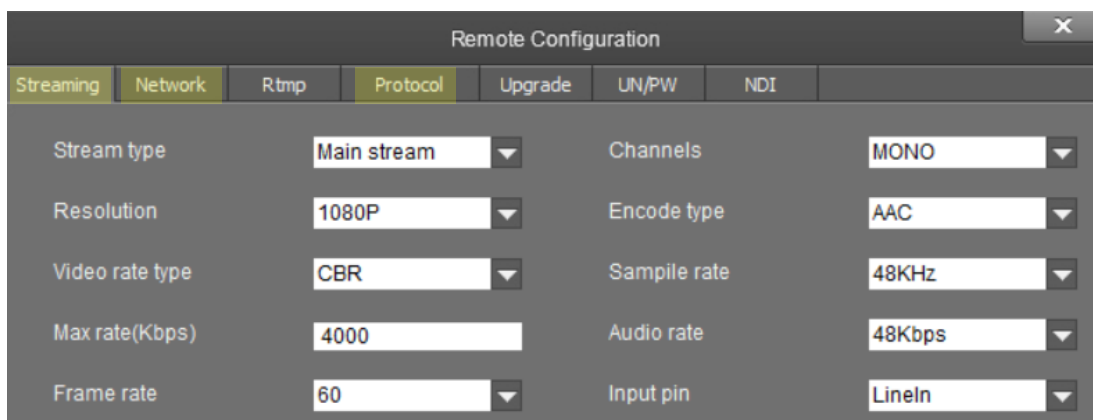 Remote Configuration
X
Streaming Network Rtmp Protocol Upgrade UN/PW NDI
Stream type Main stream Channels MONO
Resolution 1080P Encode type AAC
Video rate type CBR Sampile rate 48KHz
Max rate(Kbps) 4000 Audio rate 48Kbps
Frame rate 60 Input pin LineIn